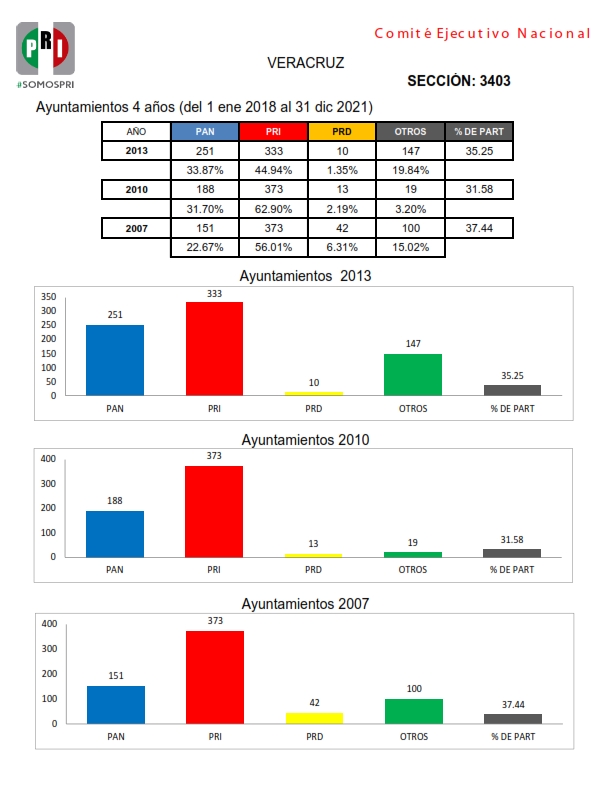 Comité Ejecutivo Nacional
PRI
#SOMOSPRI
VERACRUZ
SECCIÓN: 3403
Ayuntamientos 4 años (del 1 ene 2018 al 31 dic 2021)
AÑO PAN PRI PRD OTROS % DE PART
2013 251 333 10 147 35.25
33.87% 44.94% 1.35% 19.84%
2010 188 373 13 19 31.58
31.70% 62.90% 2.19% 3.20%
2007 151 373 42 100 37.44
22.67% 56.01% 6.31% 15.02%
Ayuntamientos 2013
350
300
250
200
150
100
50
0
251 333 10 147 35.25
PAN PRI PRD OTROS % DE PART
Ayuntamientos 2010
400
300
200
100
0
188 373 13 19 31.58
PAN PRI PRD OTROS % DE PART
Ayuntamientos 2007
400
300
200
100
0
151 373 42 100 37.44
PAN PRI PRD OTROS % DE PART